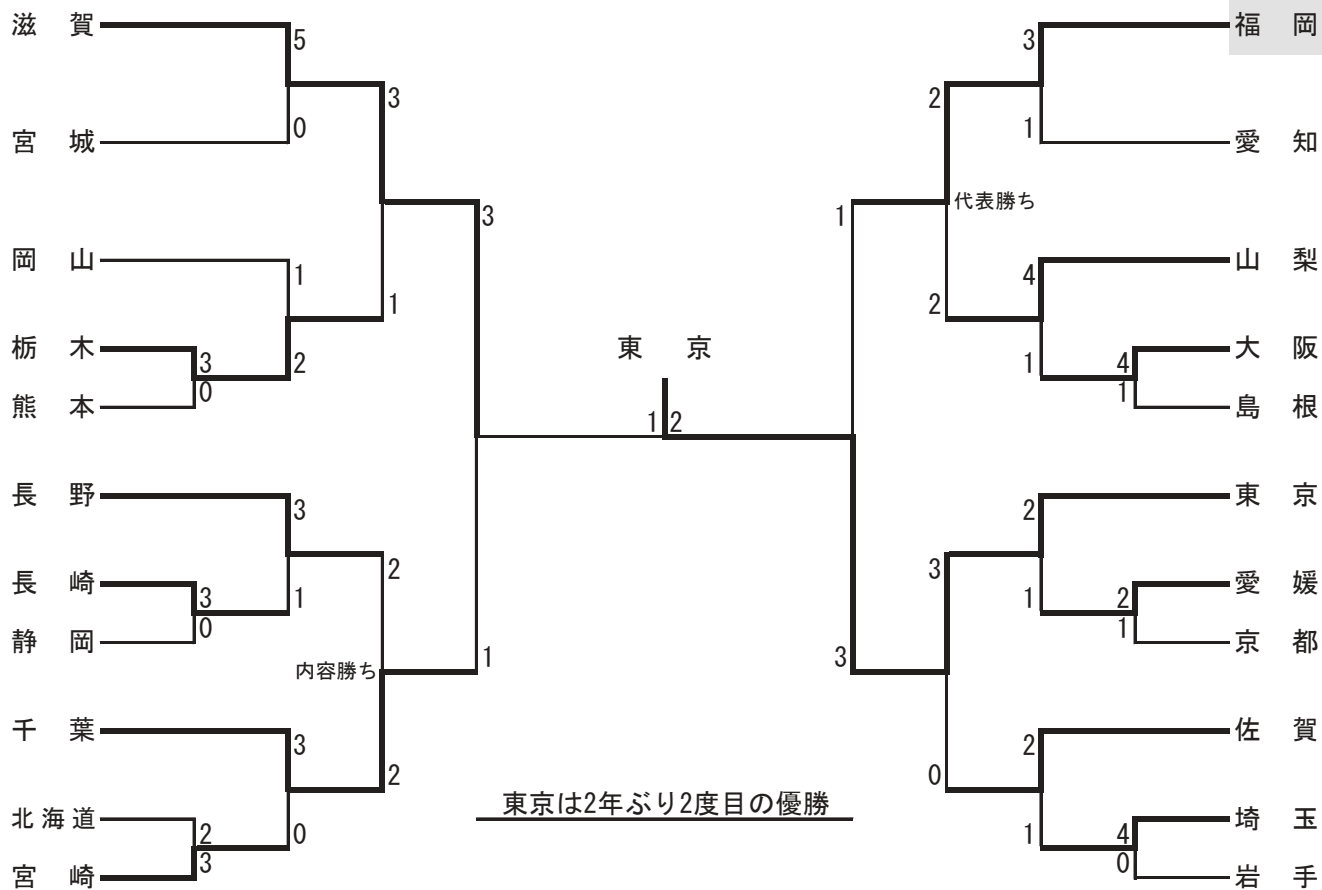 滋賀
5
0
宮城
3
岡山
1
栃木
3
0
2
熊本
1
3
長野
3
長崎
3
0
1
静岡
2
内容勝ち
千葉
3
2
北海道
2
3
0
宮崎
1
東京
1 2
東京は2年ぶり2度目の優勝
福岡
3
1
愛知
2
代表勝ち
山梨
4
大阪
4
1
1
島根
2
1
東京
2
愛媛
2
1
1
京都
3
佐賀
2
埼玉
4
0
1
岩手
0
3